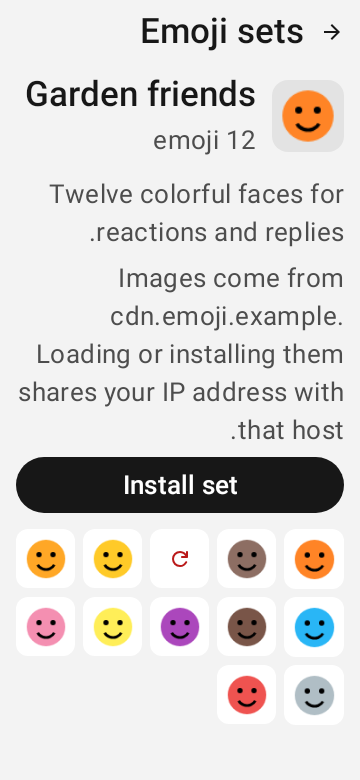 Emoji sets
Garden friends
12 emoji
Twelve colorful faces for
reactions and replies.
Images come from
cdn.emoji.example.
Loading or installing them
shares your IP address with
that host.
Install set